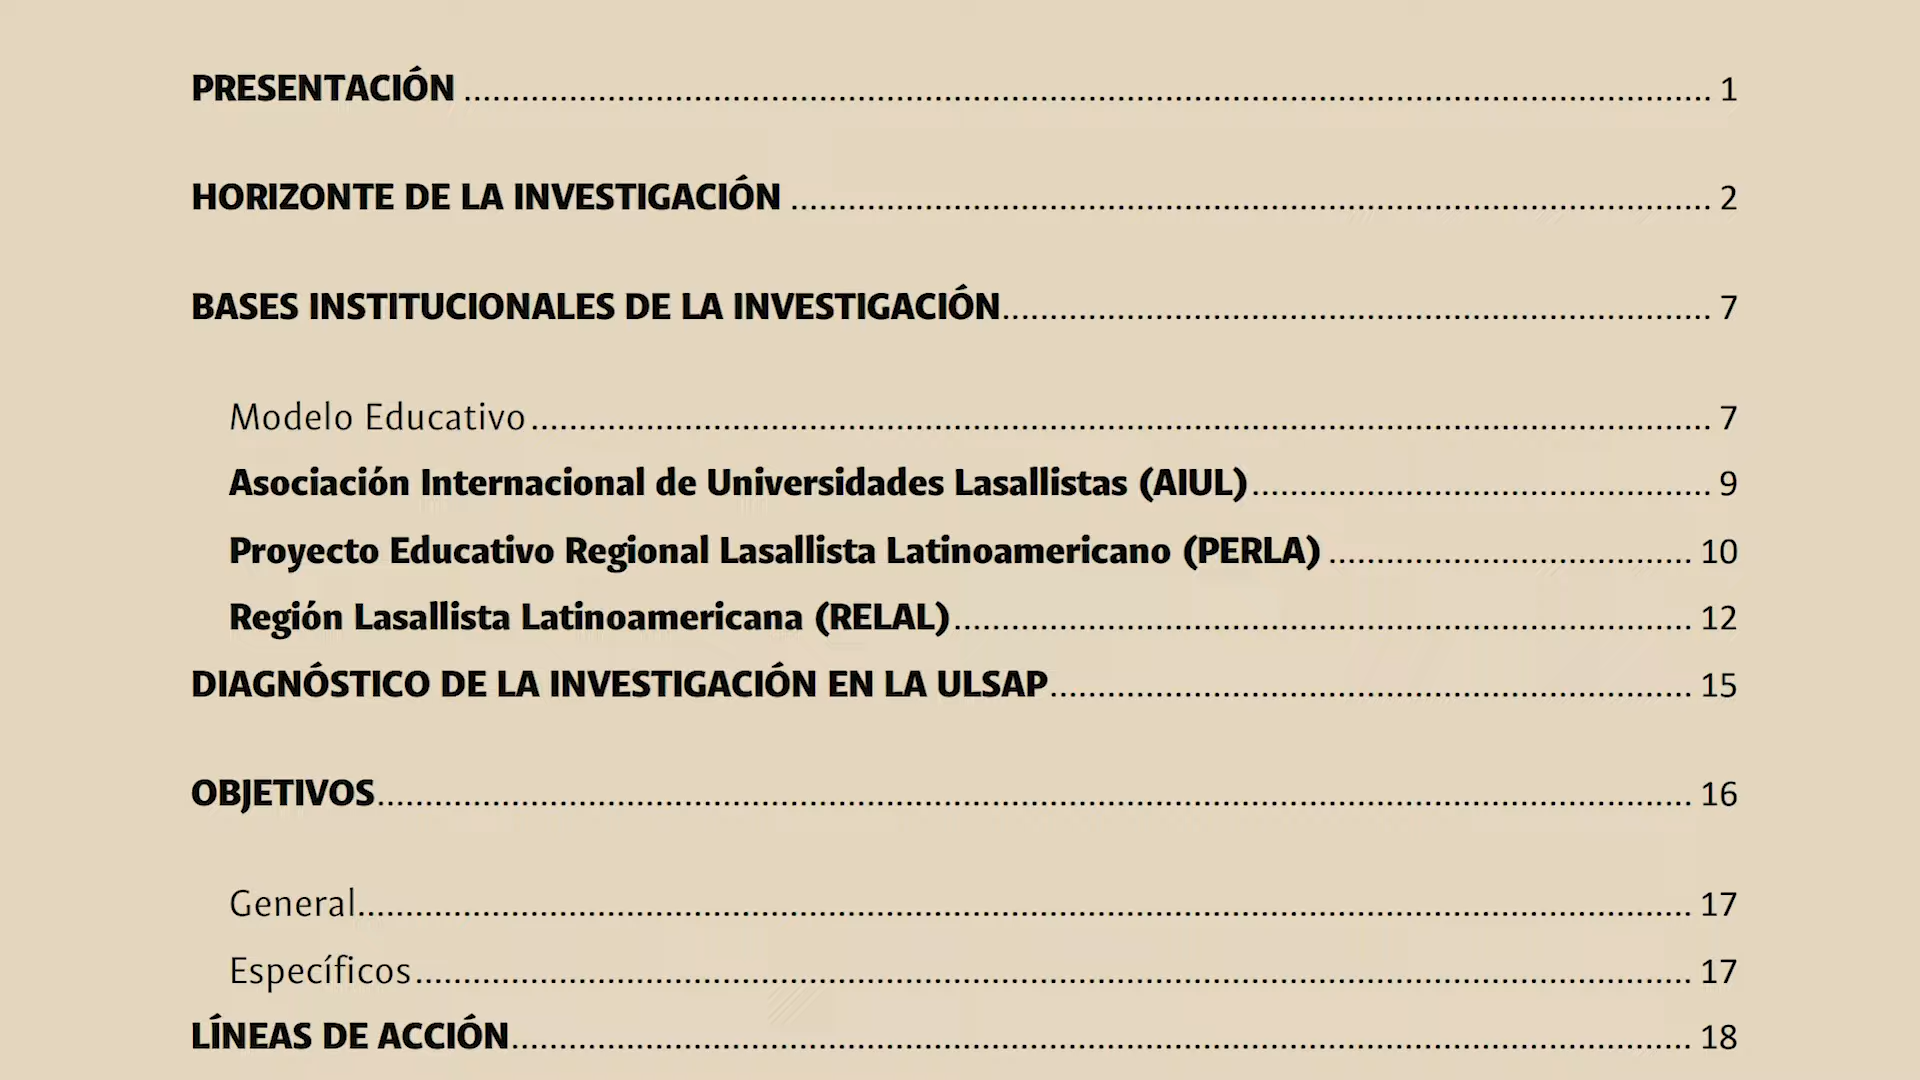 PRESENTACIÓN ........................................ 1
HORIZONTE DE LA INVESTIGACIÓN ........................................ 2
BASES INSTITUCIONALES DE LA INVESTIGACIÓN........................................ 7
Modelo Educativo........................................ 7
Asociación Internacional de Universidades Lasallistas (AIUL)........................................ 9
Proyecto Educativo Regional Lasallista Latinoamericano (PERLA) ........................................ 10
Región Lasallista Latinoamericana (RELAL)........................................ 12
DIAGNÓSTICO DE LA INVESTIGACIÓN EN LA ULSAP........................................ 15
OBJETIVOS........................................ 16
General........................................ 17
Específicos........................................ 17
LÍNEAS DE ACCIÓN........................................ 18